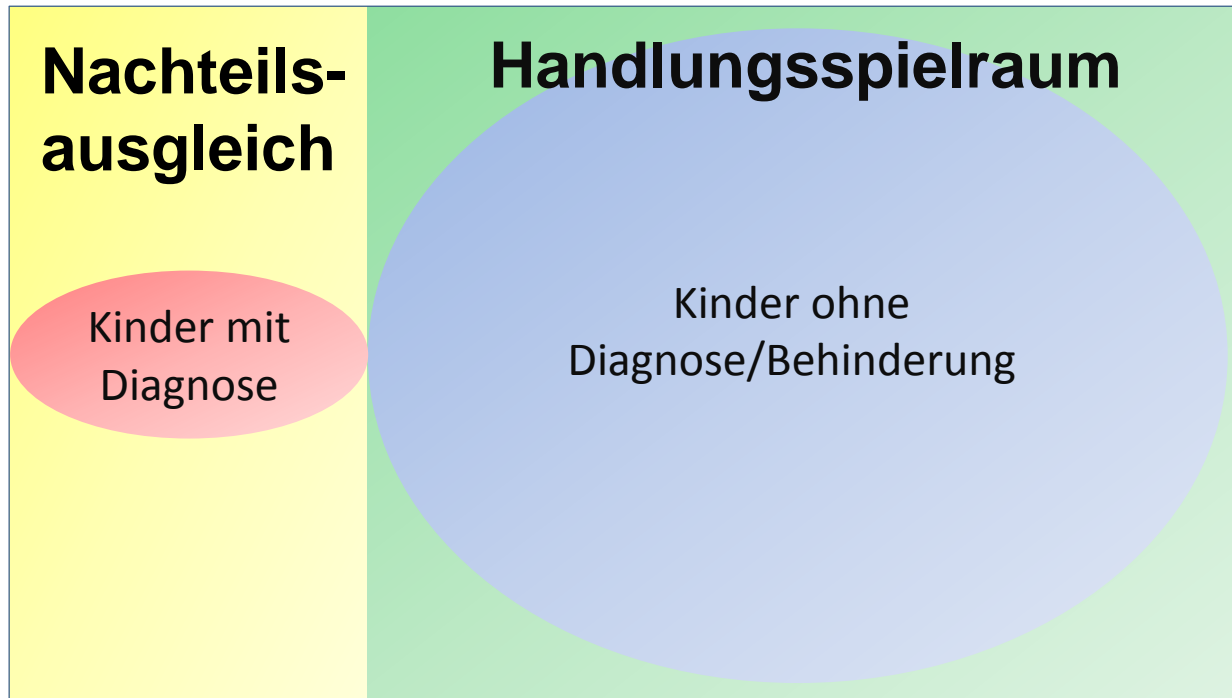 Nachteils-
ausgleich
Handlungsspielraum
Kinder mit
Diagnose
Kinder ohne
Diagnose/Behinderung